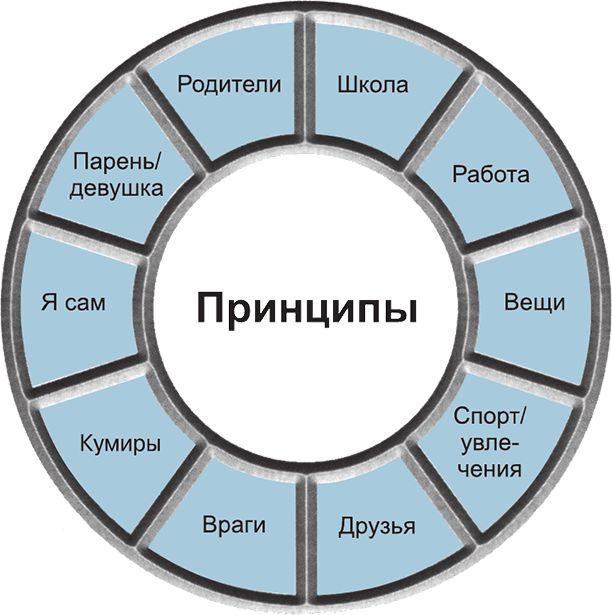 Родители
Школа
Парень/
девушка
Работа
Я сам
Принципы
Вещи
Кумиры
Спорт/
увле-
чения
Враги
Друзья